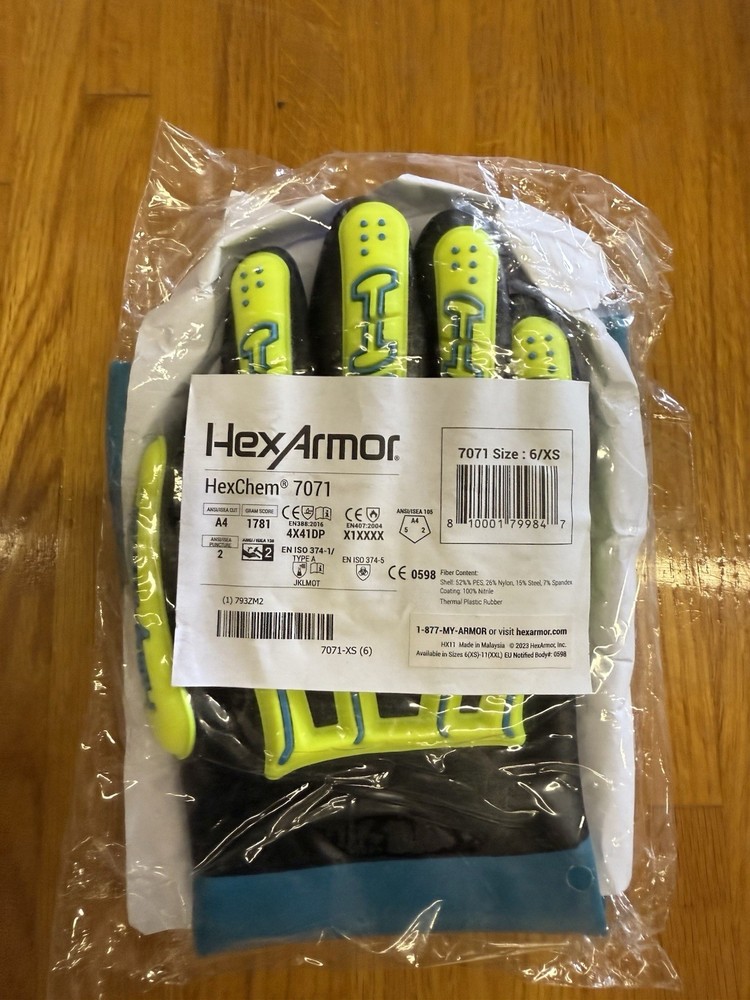 HexArmor®
HexChem® 7071
7071 Size : 6/XS
8 10001 79984 7
ANSI/ISEA CUT
A4
GRAM SCORE
1781
EN388:2016
4X41DP
EN407:2004
X1XXXX
ANSI/ISEA 105
A4
5 2
ANSI/ISEA PUNCTURE
2
ANSI / ISEA 138
2
EN ISO 374-1/
TYPE A
JKLMOT
EN ISO 374-5
CE 0598
Fiber Content:
Shell: 52%% PES, 26% Nylon, 15% Steel, 7% Spandex
Coating: 100% Nitrile
Thermal Plastic Rubber
(1) 793ZM2
7071-XS (6)
1-877-MY-ARMOR or visit hexarmor.com
HX11 Made in Malaysia © 2023 HexArmor, Inc.
Available in Sizes 6(XS)-11(XXL) EU Notified Body#: 0598